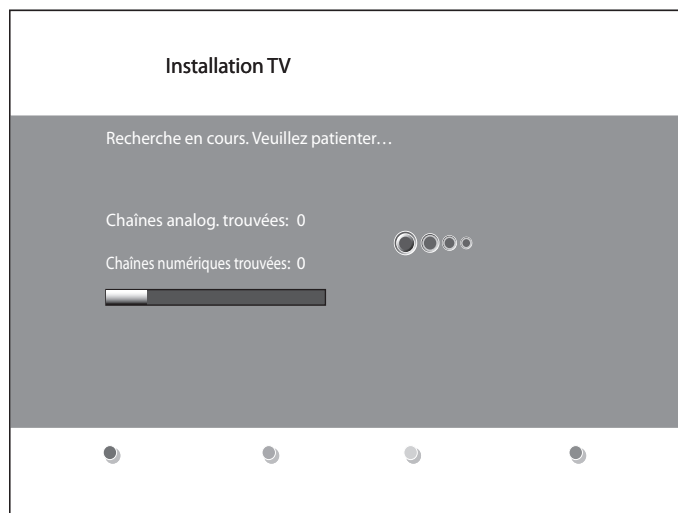 Installation TV
Recherche en cours. Veuillez patienter…
Chaînes analog. trouvées: 0
Chaînes numériques trouvées: 0